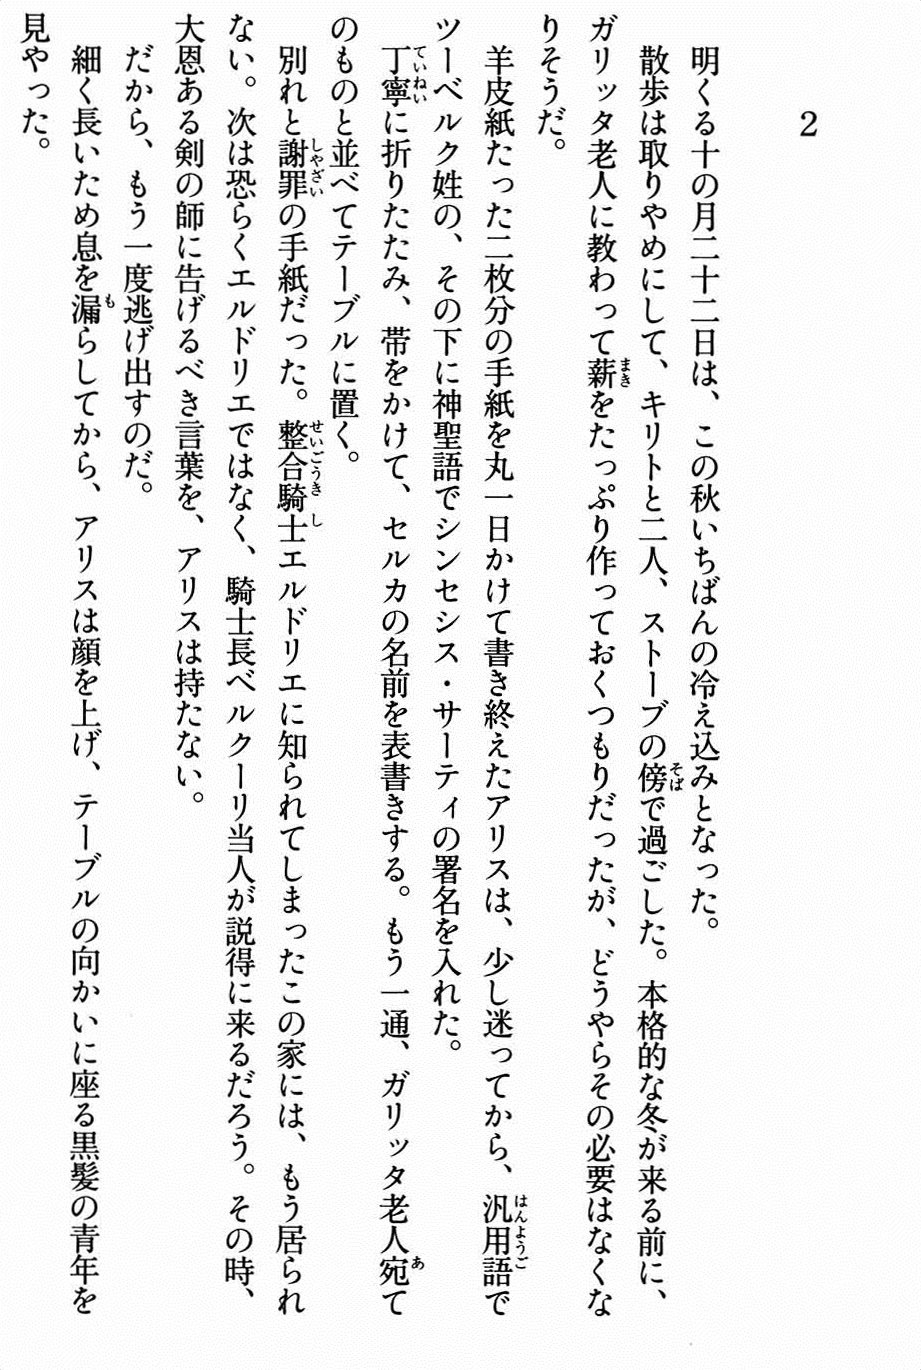 2
明くる十の月二十二日は、この秋いちばんの冷え込みとなった。
散歩は取りやめにして、キリトと二人、ストーブの傍で過ごした。本格的な冬が来る前に、
ガリッタ老人に教わって薪をたっぷり作っておくつもりだったが、どうやらその必要はなくな
りそうだ。
羊皮紙たった二枚分の手紙を丸一日かけて書き終えたアリスは、少し迷ってから、汎用語で
ツーベルク姓の、その下に神聖語でシンセシス・サーティの署名を入れた。
丁寧に折りたたみ、帯をかけて、セルカの名前を表書きする。もう一通、ガリッタ老人宛て
のものと並べてテーブルに置く。
別れと謝罪の手紙だった。整合騎士エルドリエに知られてしまったこの家には、もう居られ
ない。次は恐らくエルドリエではなく、騎士長ベルクーリ当人が説得に来るだろう。その時、
大恩ある剣の師に告げるべき言葉を、アリスは持たない。
だから、もう一度逃げ出すのだ。
細く長いため息を漏らしてから、アリスは顔を上げ、テーブルの向かいに座る黒髪の青年を
見やった。